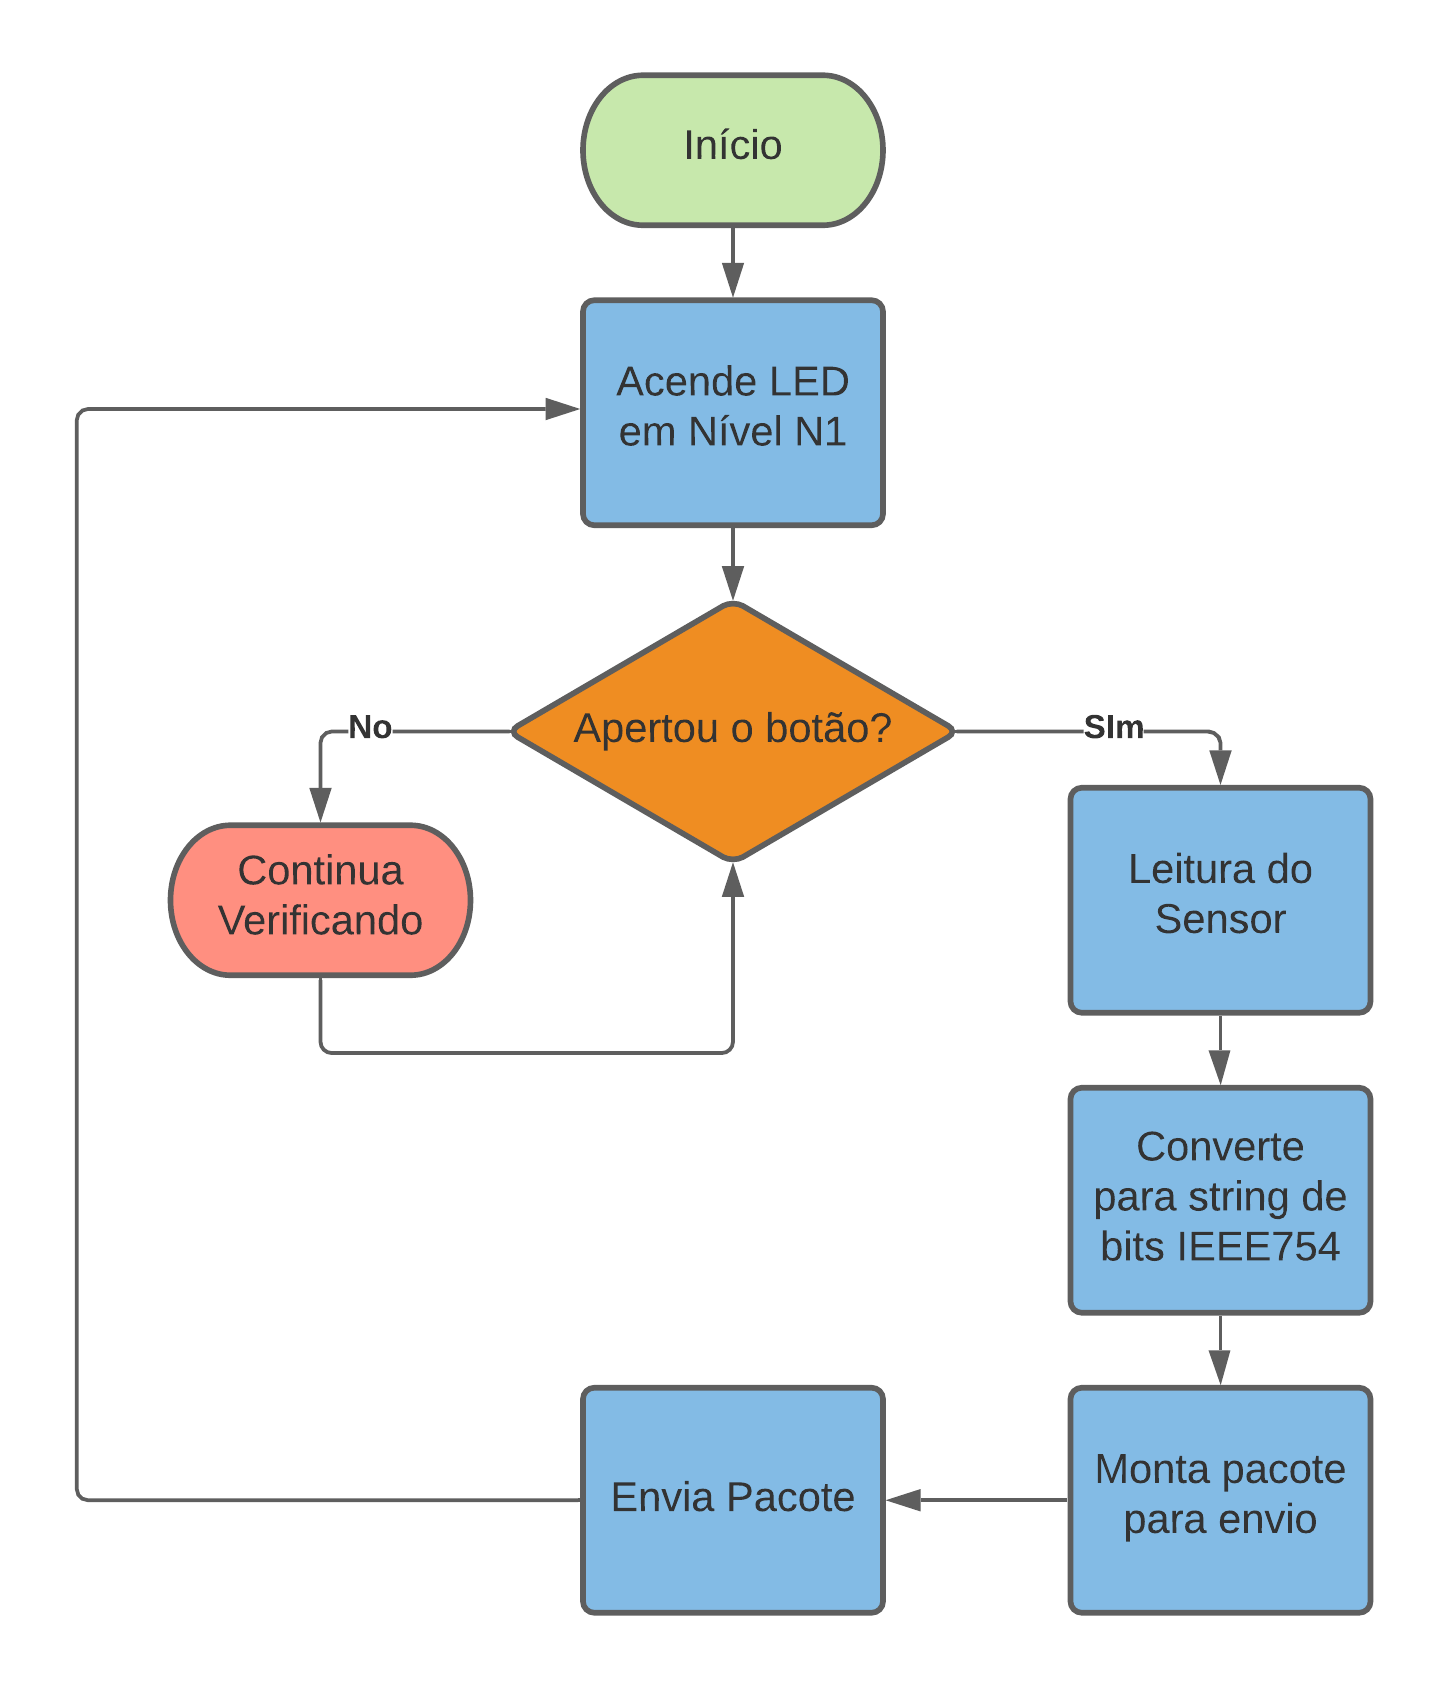 Início
Acende LED
em Nível N1
Apertou o botão?
No
SIm
Continua
Verificando
Leitura do
Sensor
Converte
para string de
bits IEEE754
Monta pacote
para envio
Envia Pacote